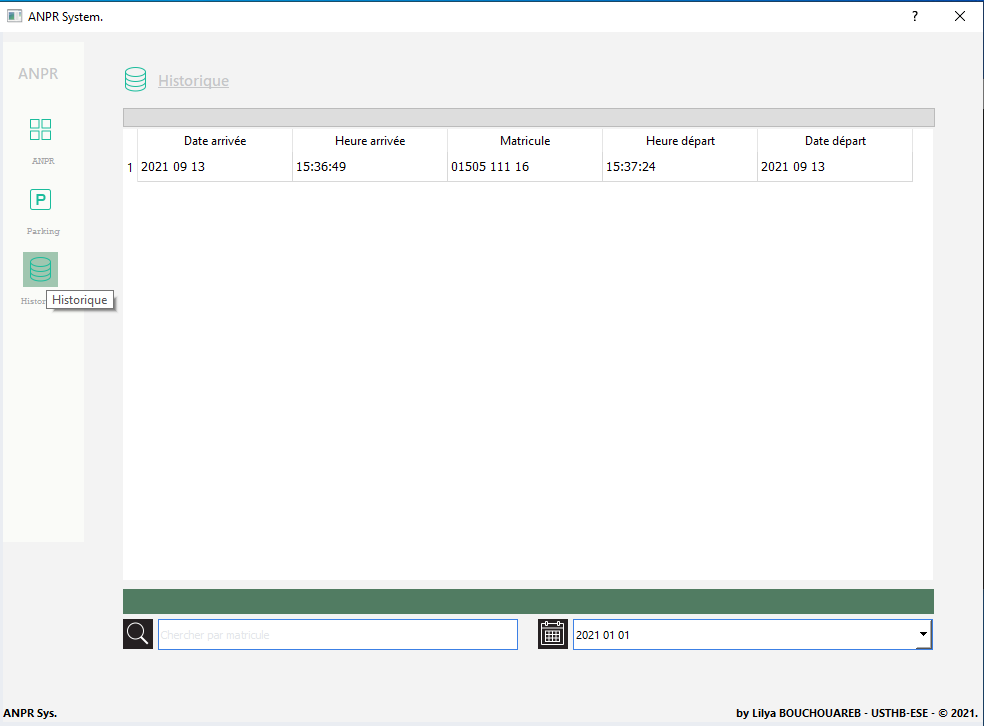 ANPR System.
?
ANPR
Historique
ANPR
P
Parking
Histor
Historique
Date arrivée Heure arrivée Matricule Heure départ Date départ
1 2021 09 13 15:36:49 01505 111 16 15:37:24 2021 09 13
Chercher par matricule
2021 01 01
ANPR Sys.
by Lilya BOUCHOUAREB - USTHB-ESE - © 2021.